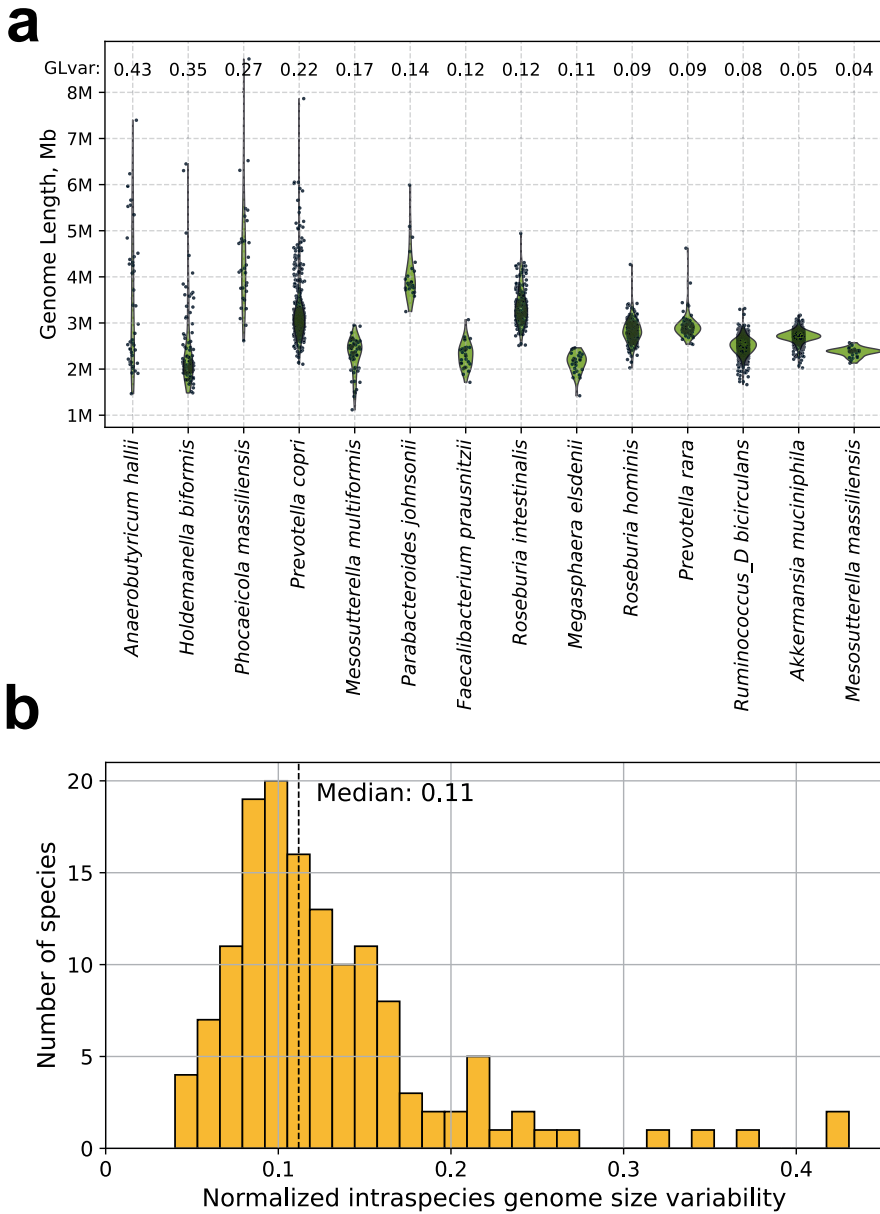 a
GLvar: 0.43 0.35 0.27 0.22 0.17 0.14 0.12 0.12 0.11 0.09 0.09 0.08 0.05 0.04
8M
7M
6M
5M
4M
3M
2M
1M
Genome Length, Mb
Anaerobutyricum hallii
Holdemanella biformis
Phocaeicola massiliensis
Prevotella copri
Mesosutterella multiformis
Parabacteroides johnsonii
Faecalibacterium prausnitzii
Roseburia intestinalis
Megasphaera elsdenii
Roseburia hominis
Prevotella rara
Ruminococcus_D bicirculans
Akkermansia muciniphila
Mesosutterella massiliensis
b
Median: 0.11
20
15
10
5
0
Number of species
0 0.1 0.2 0.3 0.4
Normalized intraspecies genome size variability